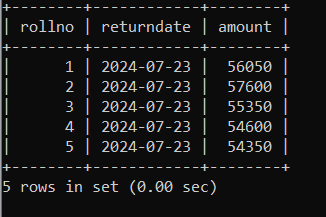 +--------+------------+--------+
| rollno | returndate | amount |
+--------+------------+--------+
|      1 | 2024-07-23 |  56050 |
|      2 | 2024-07-23 |  57600 |
|      3 | 2024-07-23 |  55350 |
|      4 | 2024-07-23 |  54600 |
|      5 | 2024-07-23 |  54350 |
+--------+------------+--------+
5 rows in set (0.00 sec)